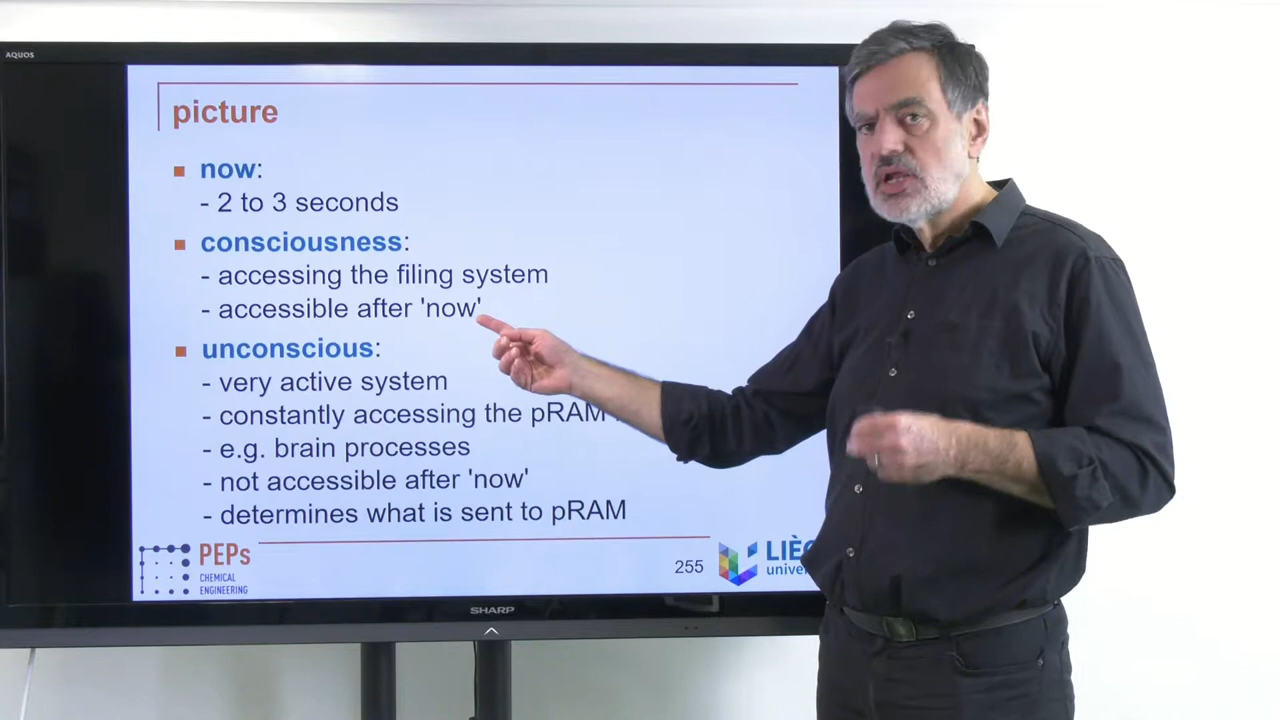 AQUOS
picture
now:
- 2 to 3 seconds
consciousness:
- accessing the filing system
- accessible after 'now'
unconscious:
- very active system
- constantly accessing the pRAM
- e.g. brain processes
- not accessible after 'now'
- determines what is sent to pRAM
PEPs
CHEMICAL
ENGINEERING
255
SHARP